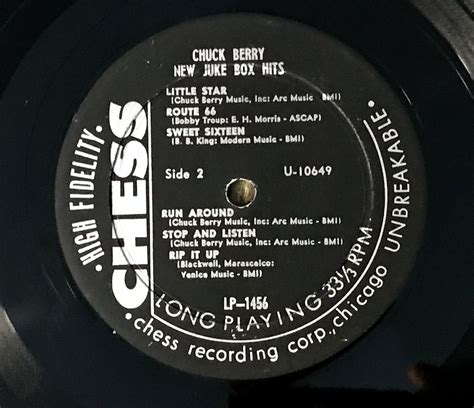 CHUCK BERRY
NEW JUKE BOX HITS
LITTLE STAR
(Chuck Berry Music, Inc: Arc Music - BMI)
ROUTE 66
(Bobby Troup: E. H. Morris - ASCAP)
SWEET SIXTEEN
(B. B. King: Modern Music - BMI)
Side 2 U-10649
RUN AROUND
(Chuck Berry Music, Inc: Arc Music - BMI)
STOP AND LISTEN
(Chuck Berry Music, Inc: Arc Music - BMI)
RIP IT UP
(Blackwell, Marascalco:
Venice Music - BMI)
LP-1456
• HIGH FIDELITY •
CHESS
LONG PLAYING 33⅓ RPM
• chess recording corp., chicago
UNBREAKABLE •